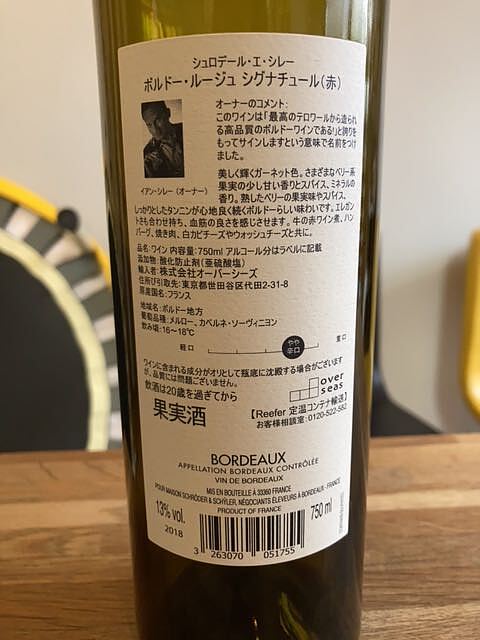 シュロデール・エ・シレー
ボルドー・ルージュ シグナチュール(赤)
オーナーのコメント:
このワインは「最高のテロワールから造られ
る高品質のボルドーワインである!」と誇りを
もってサインしますという意味で名前をつけ
ました。
美しく輝くガーネット色。さまざまなベリー系
果実の少し甘い香りとスパイス、ミネラルの
香り。熟したベリーの果実味やスパイス、
イアン・シレー(オーナー)
しっかりとしたタンニンが心地良く続くボルドーらしい味わいです。エレガン
トさも合わせ持ち、血筋の良さを感じさせます。牛の赤ワイン煮、ハン
バーグ、焼き肉、白カビチーズやウォッシュチーズと共に。
品名:ワイン 内容量:750ml アルコール分はラベルに記載
添加物:酸化防止剤(亜硫酸塩)
輸入者:株式会社オーバーシーズ
住所/引取先:東京都世田谷区代田2-31-8
原産国名:フランス
地域名:ボルドー地方
葡萄品種:メルロー、カベルネ・ソーヴィニヨン
飲み頃:16〜18℃
軽口
やや
辛口
重口
ワインに含まれる成分がオリとして瓶底に沈殿する場合がございます
が、品質には問題ございません。
飲酒は20歳を過ぎてから
果実酒
over
seas
【Reefer 定温コンテナ輸送】
お客様相談室:0120-522-582
BORDEAUX
APPELLATION BORDEAUX CONTRÔLÉE
VIN DE BORDEAUX
MIS EN BOUTEILLE À 33360 FRANCE
POUR MAISON SCHRÖDER & SCHŸLER, NÉGOCIANTS ÉLEVEURS À BORDEAUX - FRANCE
PRODUCT OF FRANCE
13% vol.
750 ml
2018
3 263070 051755